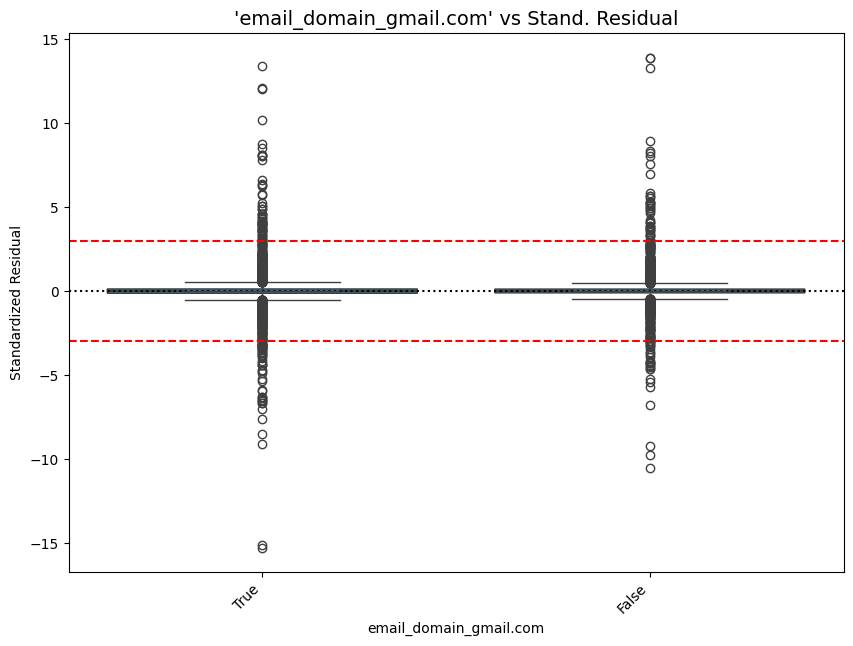 'email_domain_gmail.com' vs Stand. Residual
15
10
5
0
−5
−10
−15
Standardized Residual
True
False
email_domain_gmail.com